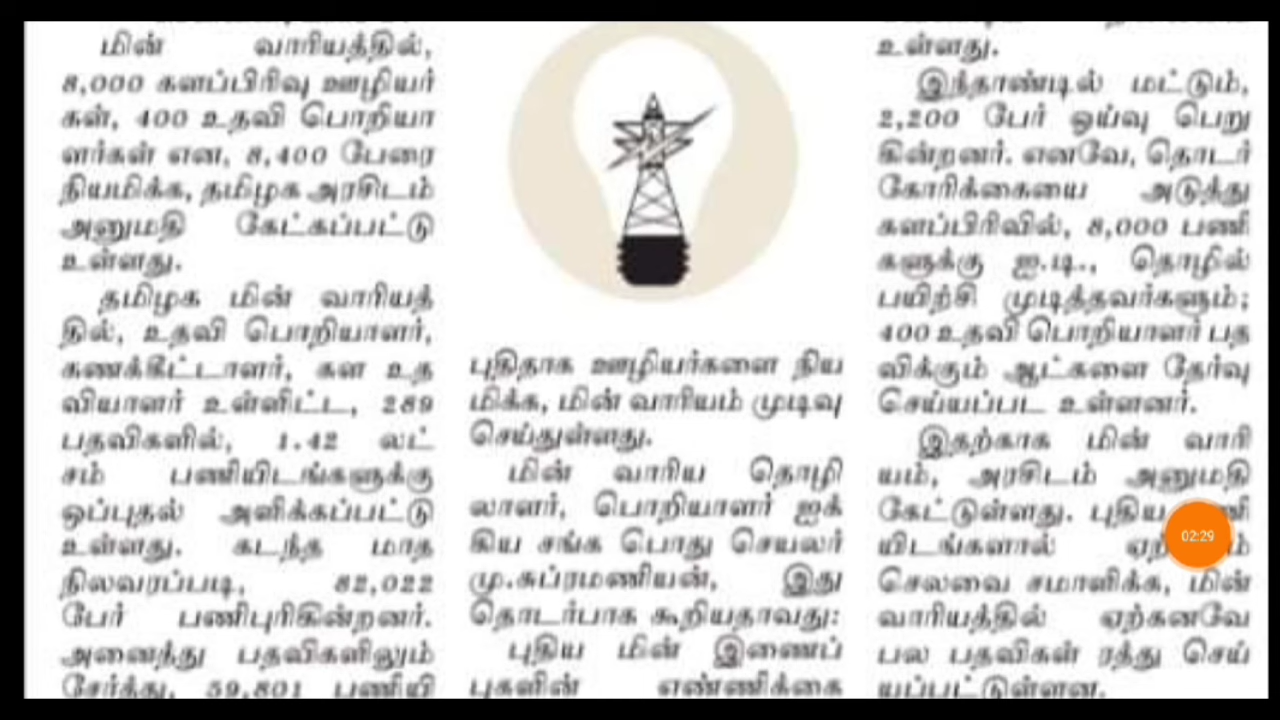 மின் வாரியத்தில்,
8,000 களப்பிரிவு ஊழியர்
கள், 400 உதவி பொறியா
ளர்கள் என, 8,400 பேரை
நியமிக்க, தமிழக அரசிடம்
அனுமதி கேட்கப்பட்டு
உள்ளது.
தமிழக மின் வாரியத்
தில், உதவி பொறியாளர்,
கணக்கீட்டாளர், கள உத
வியாளர் உள்ளிட்ட, 289
பதவிகளில், 1.42 லட்
சம் பணியிடங்களுக்கு
ஒப்புதல் அளிக்கப்பட்டு
உள்ளது. கடந்த மாத
நிலவரப்படி, 82,022
பேர் பணிபுரிகின்றனர்.
அனைத்து பதவிகளிலும்
சேர்த்து, 59,801 பணியி
புதிதாக ஊழியர்களை நிய
மிக்க, மின் வாரியம் முடிவு
செய்துள்ளது.
மின் வாரிய தொழி
லாளர், பொறியாளர் ஐக்
கிய சங்க பொது செயலர்
மு.சுப்ரமணியன், இது
தொடர்பாக கூறியதாவது:
புதிய மின் இணைப்
புகளின் எண்ணிக்கை
உள்ளது.
இந்தாண்டில் மட்டும்,
2,200 பேர் ஓய்வு பெறு
கின்றனர். எனவே, தொடர்
கோரிக்கையை அடுத்து
களப்பிரிவில், 8,000 பணி
களுக்கு ஐ.டி., தொழில்
பயிற்சி முடித்தவர்களும்;
400 உதவி பொறியாளர் பத
விக்கும் ஆட்களை தேர்வு
செய்யப்பட உள்ளனர்.
இதற்காக மின் வாரி
யம், அரசிடம் அனுமதி
கேட்டுள்ளது. புதிய
யிடங்களால்
செலவை சமாளிக்க, மின்
வாரியத்தில் ஏற்கனவே
பல பதவிகள் ரத்து செய்
யப்பட்டுள்ளன.
02:29